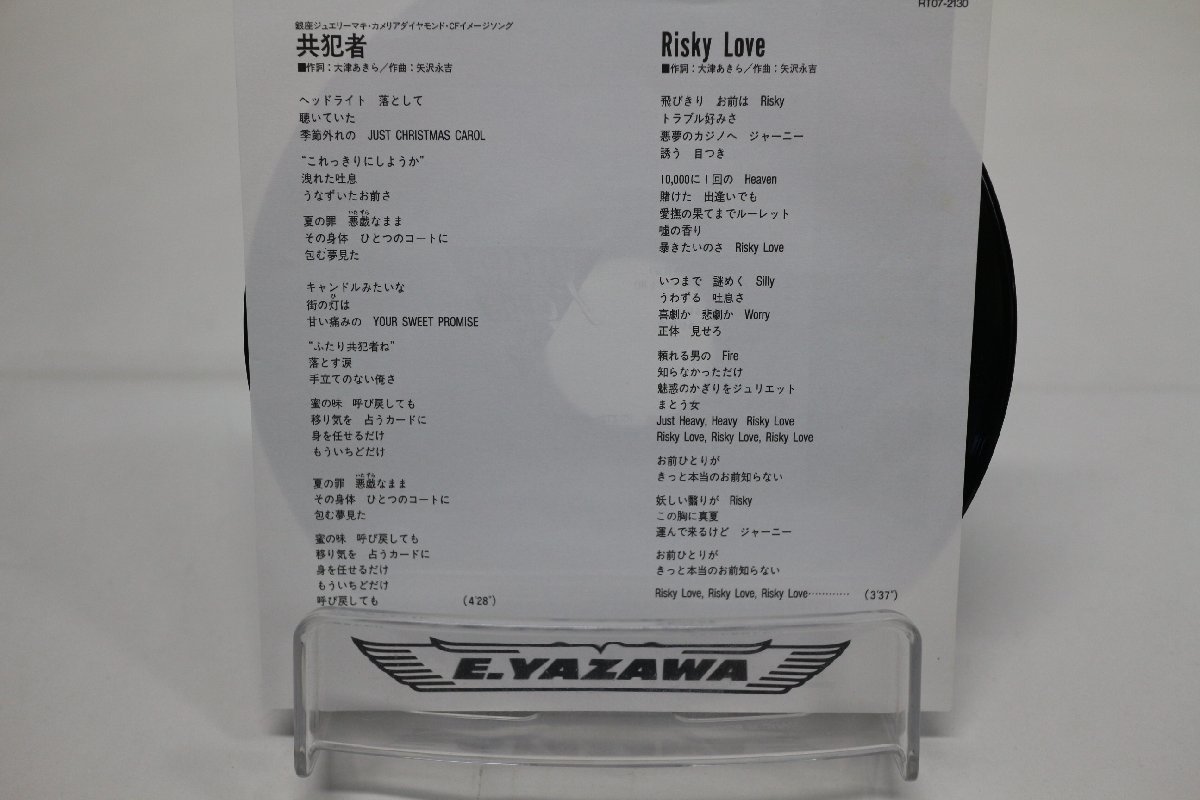 RT07-2130
銀座ジュエリーマキ・カメリアダイヤモンド・CFイメージソング
共犯者
■作詞：大津あきら／作曲：矢沢永吉
ヘッドライト　落として
聴いていた
季節外れの　JUST CHRISTMAS CAROL
“これっきりにしようか”
洩れた吐息
うなずいたお前さ
いたずら
夏の罪　悪戯なまま
その身体　ひとつのコートに
包む夢見た
キャンドルみたいな
ひ
街の灯は
甘い痛みの　YOUR SWEET PROMISE
“ふたり共犯者ね”
落とす涙
手立てのない俺さ
蜜の味　呼び戻しても
移り気を　占うカードに
身を任せるだけ
もういちどだけ
いたずら
夏の罪　悪戯なまま
その身体　ひとつのコートに
包む夢見た
蜜の味　呼び戻しても
移り気を　占うカードに
身を任せるだけ
もういちどだけ
呼び戻しても　(4'28")
Risky Love
■作詞：大津あきら／作曲：矢沢永吉
飛びきり　お前は　Risky
トラブル好みさ
悪夢のカジノへ　ジャーニー
誘う　目つき
10,000に1回の　Heaven
賭けた　出逢いでも
愛撫の果てまでルーレット
嘘の香り
暴きたいのさ　Risky Love
いつまで　謎めく　Silly
うわずる　吐息さ
喜劇か　悲劇か　Worry
正体　見せろ
頼れる男の　Fire
知らなかっただけ
魅惑のかぎりをジュリエット
まとう女
Just Heavy, Heavy　Risky Love
Risky Love, Risky Love, Risky Love
お前ひとりが
きっと本当のお前知らない
妖しい翳りが　Risky
この胸に真夏
運んで来るけど　ジャーニー
お前ひとりが
きっと本当のお前知らない
Risky Love, Risky Love, Risky Love…………　(3'37")
E.YAZAWA